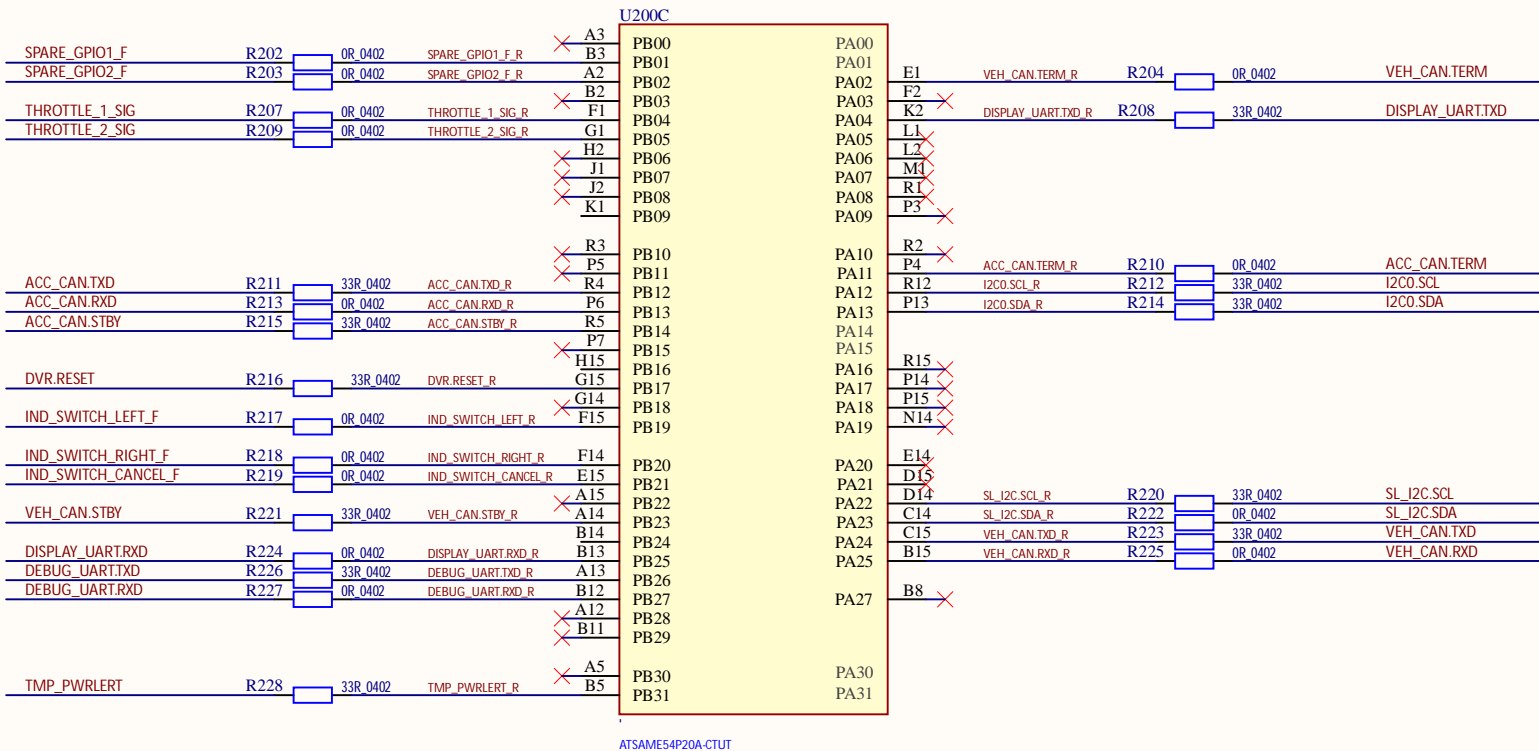 U200C
A3 PB00 PA00
SPARE_GPIO1_F R202 0R_0402 SPARE_GPIO1_F_R B3 PB01 PA01
SPARE_GPIO2_F R203 0R_0402 SPARE_GPIO2_F_R A2 PB02 PA02 E1 VEH_CAN.TERM_R R204 0R_0402 VEH_CAN.TERM
B2 PB03 PA03 F2
THROTTLE_1_SIG R207 0R_0402 THROTTLE_1_SIG_R F1 PB04 PA04 K2 DISPLAY_UART.TXD_R R208 33R_0402 DISPLAY_UART.TXD
THROTTLE_2_SIG R209 0R_0402 THROTTLE_2_SIG_R G1 PB05 PA05 L1
H2 PB06 PA06 L2
J1 PB07 PA07 M1
J2 PB08 PA08 R1
K1 PB09 PA09 P3
R3 PB10 PA10 R2
P5 PB11 PA11 P4 ACC_CAN.TERM_R R210 0R_0402 ACC_CAN.TERM
ACC_CAN.TXD R211 33R_0402 ACC_CAN.TXD_R R4 PB12 PA12 R12 I2C0.SCL_R R212 33R_0402 I2C0.SCL
ACC_CAN.RXD R213 0R_0402 ACC_CAN.RXD_R P6 PB13 PA13 P13 I2C0.SDA_R R214 33R_0402 I2C0.SDA
ACC_CAN.STBY R215 33R_0402 ACC_CAN.STBY_R R5 PB14 PA14
P7 PB15 PA15
H15 PB16 PA16 R15
DVR.RESET R216 33R_0402 DVR.RESET_R G15 PB17 PA17 P14
G14 PB18 PA18 P15
IND_SWITCH_LEFT_F R217 0R_0402 IND_SWITCH_LEFT_R F15 PB19 PA19 N14
IND_SWITCH_RIGHT_F R218 0R_0402 IND_SWITCH_RIGHT_R F14 PB20 PA20 E14
IND_SWITCH_CANCEL_F R219 0R_0402 IND_SWITCH_CANCEL_R E15 PB21 PA21 D15
A15 PB22 PA22 D14 SL_I2C.SCL_R R220 33R_0402 SL_I2C.SCL
VEH_CAN.STBY R221 33R_0402 VEH_CAN.STBY_R A14 PB23 PA23 C14 SL_I2C.SDA_R R222 0R_0402 SL_I2C.SDA
B14 PB24 PA24 C15 VEH_CAN.TXD_R R223 33R_0402 VEH_CAN.TXD
DISPLAY_UART.RXD R224 0R_0402 DISPLAY_UART.RXD_R B13 PB25 PA25 B15 VEH_CAN.RXD_R R225 0R_0402 VEH_CAN.RXD
DEBUG_UART.TXD R226 33R_0402 DEBUG_UART.TXD_R A13 PB26
DEBUG_UART.RXD R227 0R_0402 DEBUG_UART.RXD_R B12 PB27 PA27 B8
A12 PB28
B11 PB29
A5 PB30 PA30
TMP_PWRLERT R228 33R_0402 TMP_PWRLERT_R B5 PB31 PA31
ATSAME54P20A-CTUT